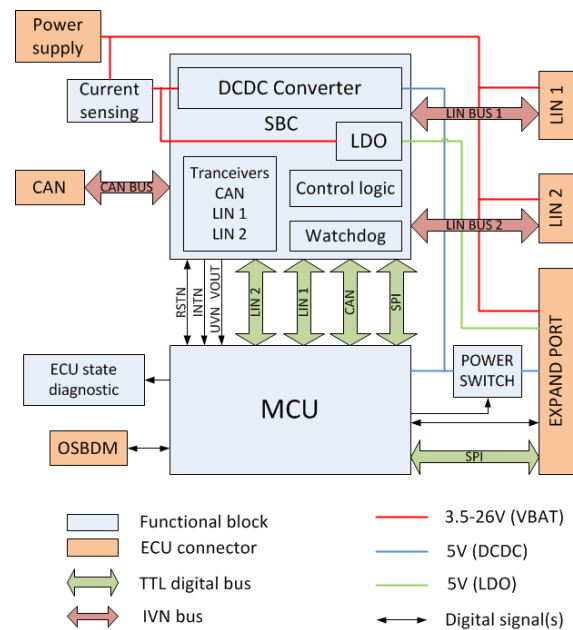 Power
supply
Current
sensing
DCDC Converter
SBC
LDO
Tranceivers
CAN
LIN 1
LIN 2
Control logic
Watchdog
LIN BUS 1
LIN 1
CAN
CAN BUS
LIN BUS 2
LIN 2
RSTN
INTN
UVN VOUT
LIN 2
LIN 1
CAN
SPI
ECU state
diagnostic
MCU
POWER
SWITCH
EXPAND PORT
OSBDM
SPI
Functional block
ECU connector
TTL digital bus
IVN bus
3.5-26V (VBAT)
5V (DCDC)
5V (LDO)
Digital signal(s)